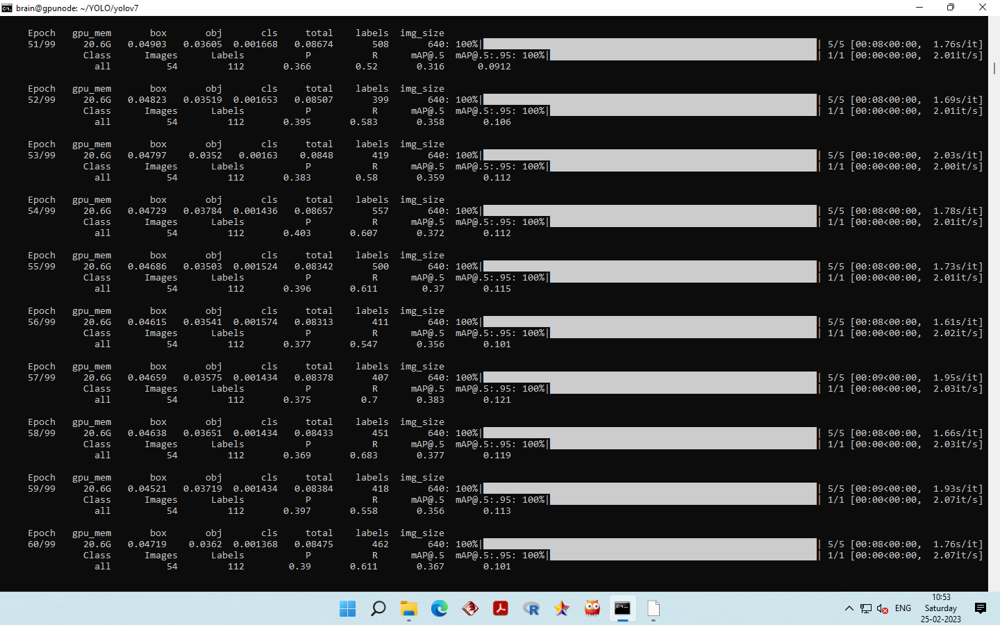 brain@gpunode: ~/YOLO/yolov7
Epoch gpu_mem box obj cls total labels img_size
51/99 20.6G 0.04903 0.03605 0.001668 0.08674 508 640: 100%| | 5/5 [00:08<00:00, 1.76s/it]
Class Images Labels P R mAP@.5 mAP@.5:.95: 100%| | 1/1 [00:00<00:00, 2.01it/s]
all 54 112 0.366 0.52 0.316 0.0912
Epoch gpu_mem box obj cls total labels img_size
52/99 20.6G 0.04823 0.03519 0.001653 0.08507 399 640: 100%| | 5/5 [00:08<00:00, 1.69s/it]
Class Images Labels P R mAP@.5 mAP@.5:.95: 100%| | 1/1 [00:00<00:00, 2.01it/s]
all 54 112 0.395 0.583 0.358 0.106
Epoch gpu_mem box obj cls total labels img_size
53/99 20.6G 0.04797 0.0352 0.00163 0.0848 419 640: 100%| | 5/5 [00:10<00:00, 2.03s/it]
Class Images Labels P R mAP@.5 mAP@.5:.95: 100%| | 1/1 [00:00<00:00, 2.00it/s]
all 54 112 0.383 0.58 0.359 0.112
Epoch gpu_mem box obj cls total labels img_size
54/99 20.6G 0.04729 0.03784 0.001436 0.08657 557 640: 100%| | 5/5 [00:08<00:00, 1.78s/it]
Class Images Labels P R mAP@.5 mAP@.5:.95: 100%| | 1/1 [00:00<00:00, 2.01it/s]
all 54 112 0.403 0.607 0.372 0.112
Epoch gpu_mem box obj cls total labels img_size
55/99 20.6G 0.04686 0.03503 0.001524 0.08342 500 640: 100%| | 5/5 [00:08<00:00, 1.73s/it]
Class Images Labels P R mAP@.5 mAP@.5:.95: 100%| | 1/1 [00:00<00:00, 2.01it/s]
all 54 112 0.396 0.611 0.37 0.115
Epoch gpu_mem box obj cls total labels img_size
56/99 20.6G 0.04615 0.03541 0.001574 0.08313 411 640: 100%| | 5/5 [00:08<00:00, 1.61s/it]
Class Images Labels P R mAP@.5 mAP@.5:.95: 100%| | 1/1 [00:00<00:00, 2.02it/s]
all 54 112 0.377 0.547 0.356 0.101
Epoch gpu_mem box obj cls total labels img_size
57/99 20.6G 0.04659 0.03575 0.001434 0.08378 407 640: 100%| | 5/5 [00:09<00:00, 1.95s/it]
Class Images Labels P R mAP@.5 mAP@.5:.95: 100%| | 1/1 [00:00<00:00, 2.03it/s]
all 54 112 0.375 0.7 0.383 0.121
Epoch gpu_mem box obj cls total labels img_size
58/99 20.6G 0.04638 0.03651 0.001434 0.08433 451 640: 100%| | 5/5 [00:08<00:00, 1.66s/it]
Class Images Labels P R mAP@.5 mAP@.5:.95: 100%| | 1/1 [00:00<00:00, 2.03it/s]
all 54 112 0.369 0.683 0.377 0.119
Epoch gpu_mem box obj cls total labels img_size
59/99 20.6G 0.04521 0.03719 0.001434 0.08384 418 640: 100%| | 5/5 [00:09<00:00, 1.93s/it]
Class Images Labels P R mAP@.5 mAP@.5:.95: 100%| | 1/1 [00:00<00:00, 2.07it/s]
all 54 112 0.397 0.558 0.356 0.113
Epoch gpu_mem box obj cls total labels img_size
60/99 20.6G 0.04719 0.0362 0.001368 0.08475 462 640: 100%| | 5/5 [00:08<00:00, 1.76s/it]
Class Images Labels P R mAP@.5 mAP@.5:.95: 100%| | 1/1 [00:00<00:00, 2.07it/s]
all 54 112 0.39 0.611 0.367 0.101
ENG
10:53
Saturday
25-02-2023